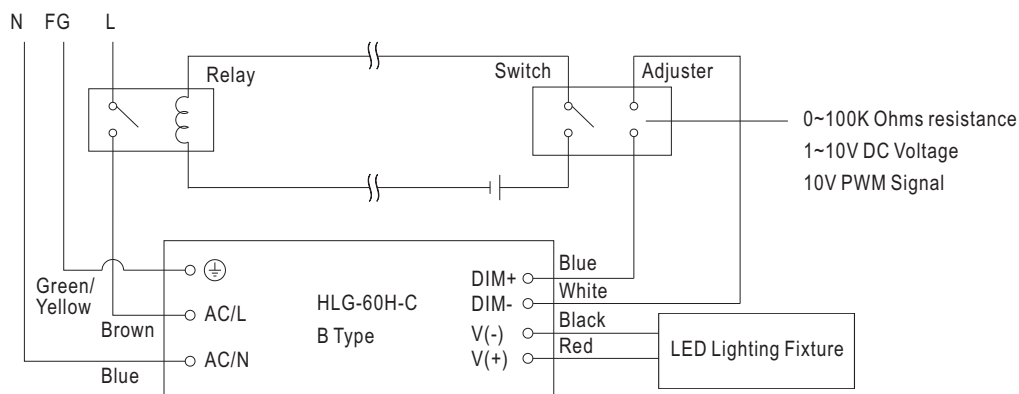 N FG L
Relay
Switch
Adjuster
0~100K Ohms resistance
1~10V DC Voltage
10V PWM Signal
Green/
Yellow
Brown
Blue
AC/L
AC/N
HLG-60H-C
B Type
DIM+
DIM-
V(-)
V(+)
Blue
White
Black
Red
LED Lighting Fixture